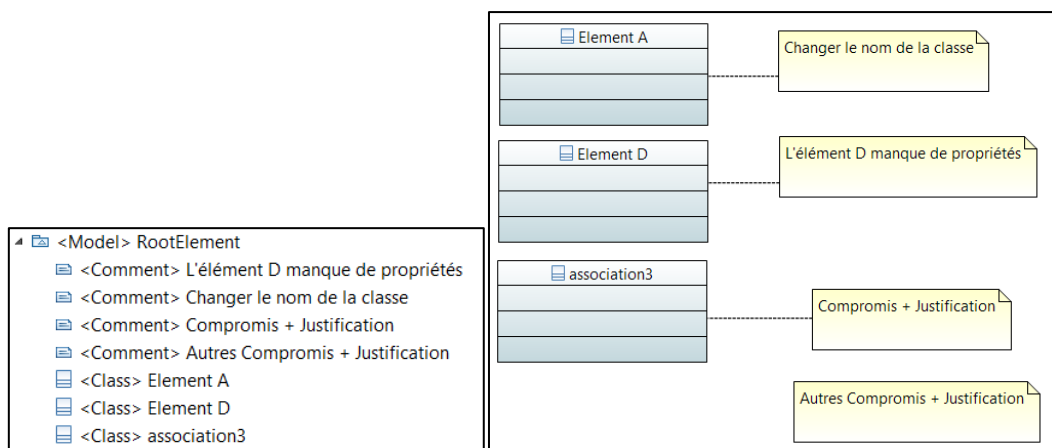 <Model> RootElement
<Comment> L'élément D manque de propriétés
<Comment> Changer le nom de la classe
<Comment> Compromis + Justification
<Comment> Autres Compromis + Justification
<Class> Element A
<Class> Element D
<Class> association3
Element A
Changer le nom de la classe
Element D
L'élément D manque de propriétés
association3
Compromis + Justification
Autres Compromis + Justification